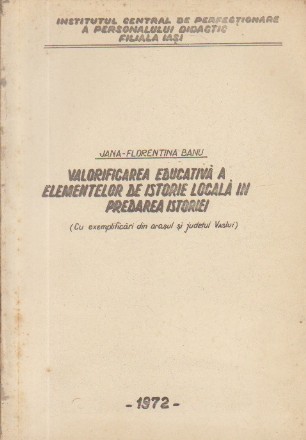 INSTITUTUL CENTRAL DE PERFECȚIONARE
A PERSONALULUI DIDACTIC
FILIALA IAȘI
JANA-FLORENTINA BANU
VALORIFICAREA EDUCATIVĂ A
ELEMENTELOR DE ISTORIE LOCALĂ IN
PREDAREA ISTORIEI
(Cu exemplificări din orașul și județul Vaslui)
- 1972 -